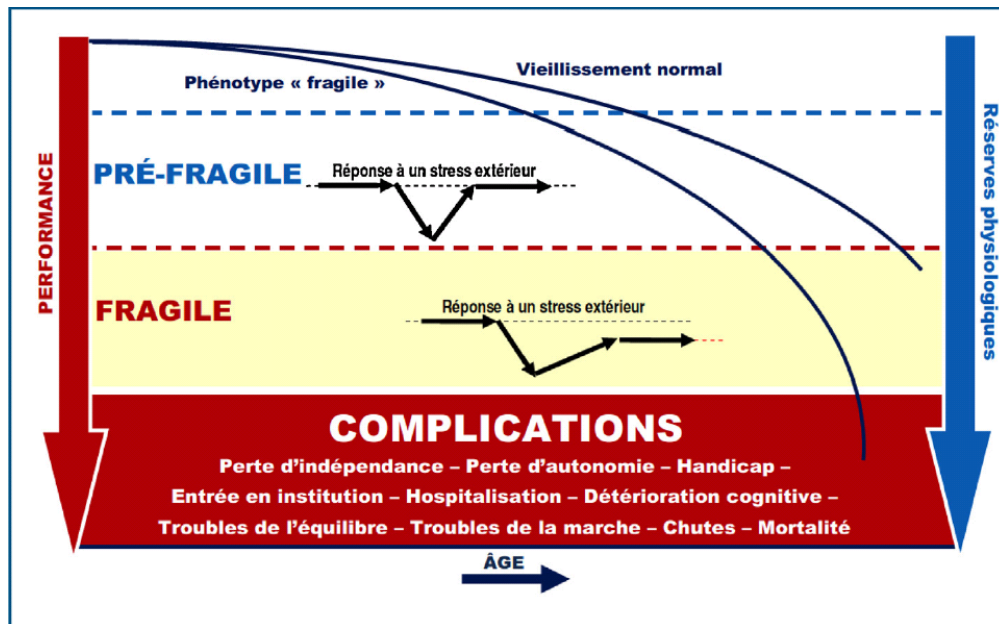 Vieillissement normal
Phénotype « fragile »
PERFORMANCE
Réserves physiologiques
PRÉ-FRAGILE
Réponse à un stress extérieur
FRAGILE
Réponse à un stress extérieur
COMPLICATIONS
Perte d’indépendance – Perte d’autonomie – Handicap –
Entrée en institution – Hospitalisation – Détérioration cognitive –
Troubles de l’équilibre – Troubles de la marche – Chutes – Mortalité
ÂGE